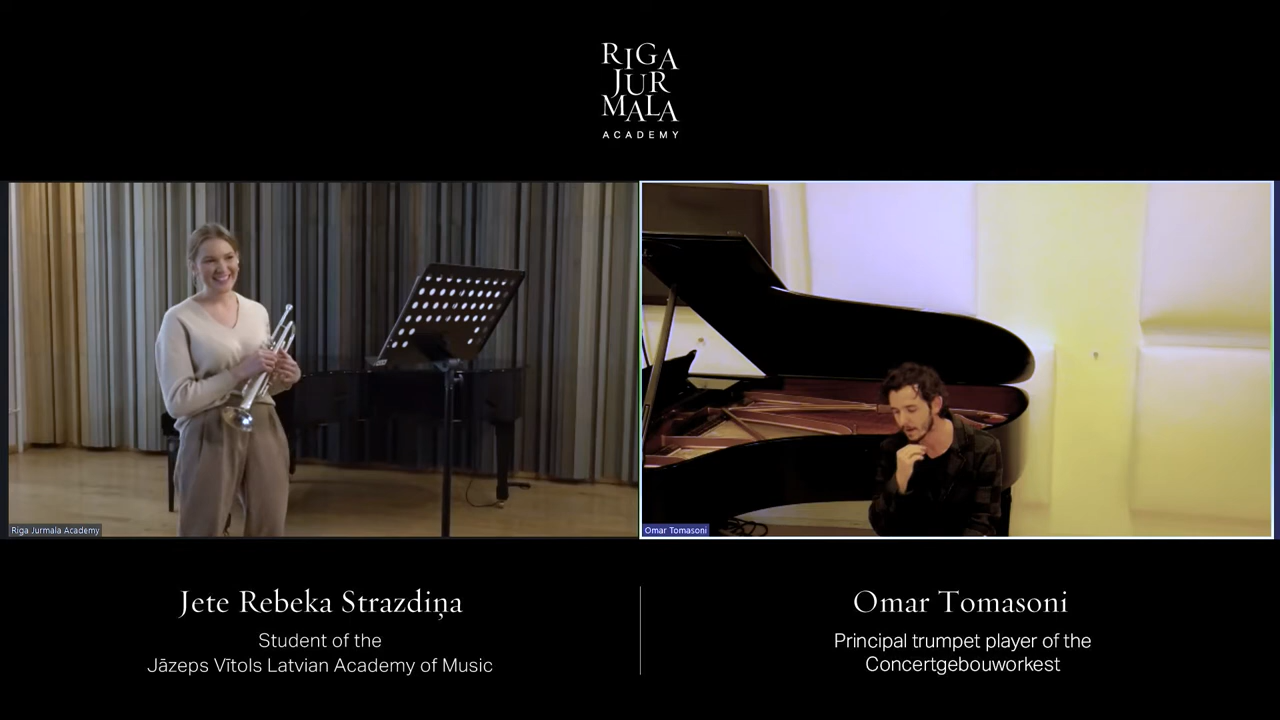 RIGA
JUR
MALA
ACADEMY
Riga Jurmala Academy
Omar Tomasoni
Jete Rebeka Strazdiņa
Student of the
Jāzeps Vītols Latvian Academy of Music
Omar Tomasoni
Principal trumpet player of the
Concertgebouworkest